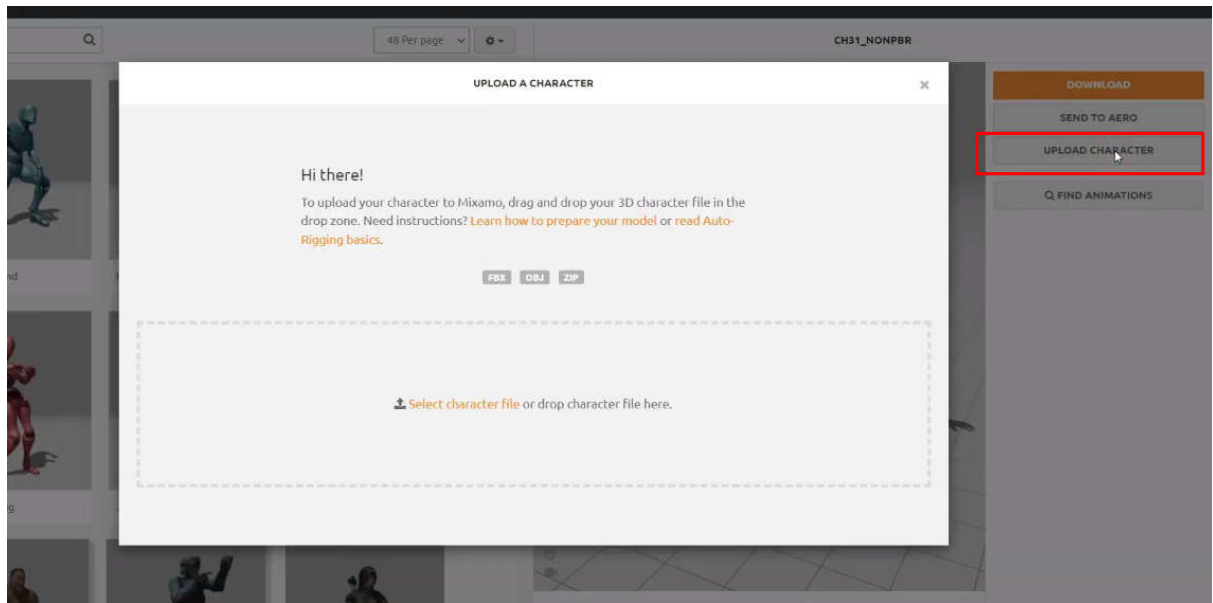 48 Per page
CH31_NONPBR
UPLOAD A CHARACTER
DOWNLOAD
SEND TO AERO
UPLOAD CHARACTER
FIND ANIMATIONS
Hi there!
To upload your character to Mixamo, drag and drop your 3D character file in the
drop zone. Need instructions? Learn how to prepare your model or read Auto-
Rigging basics.
FBX OBJ ZIP
Select character file or drop character file here.